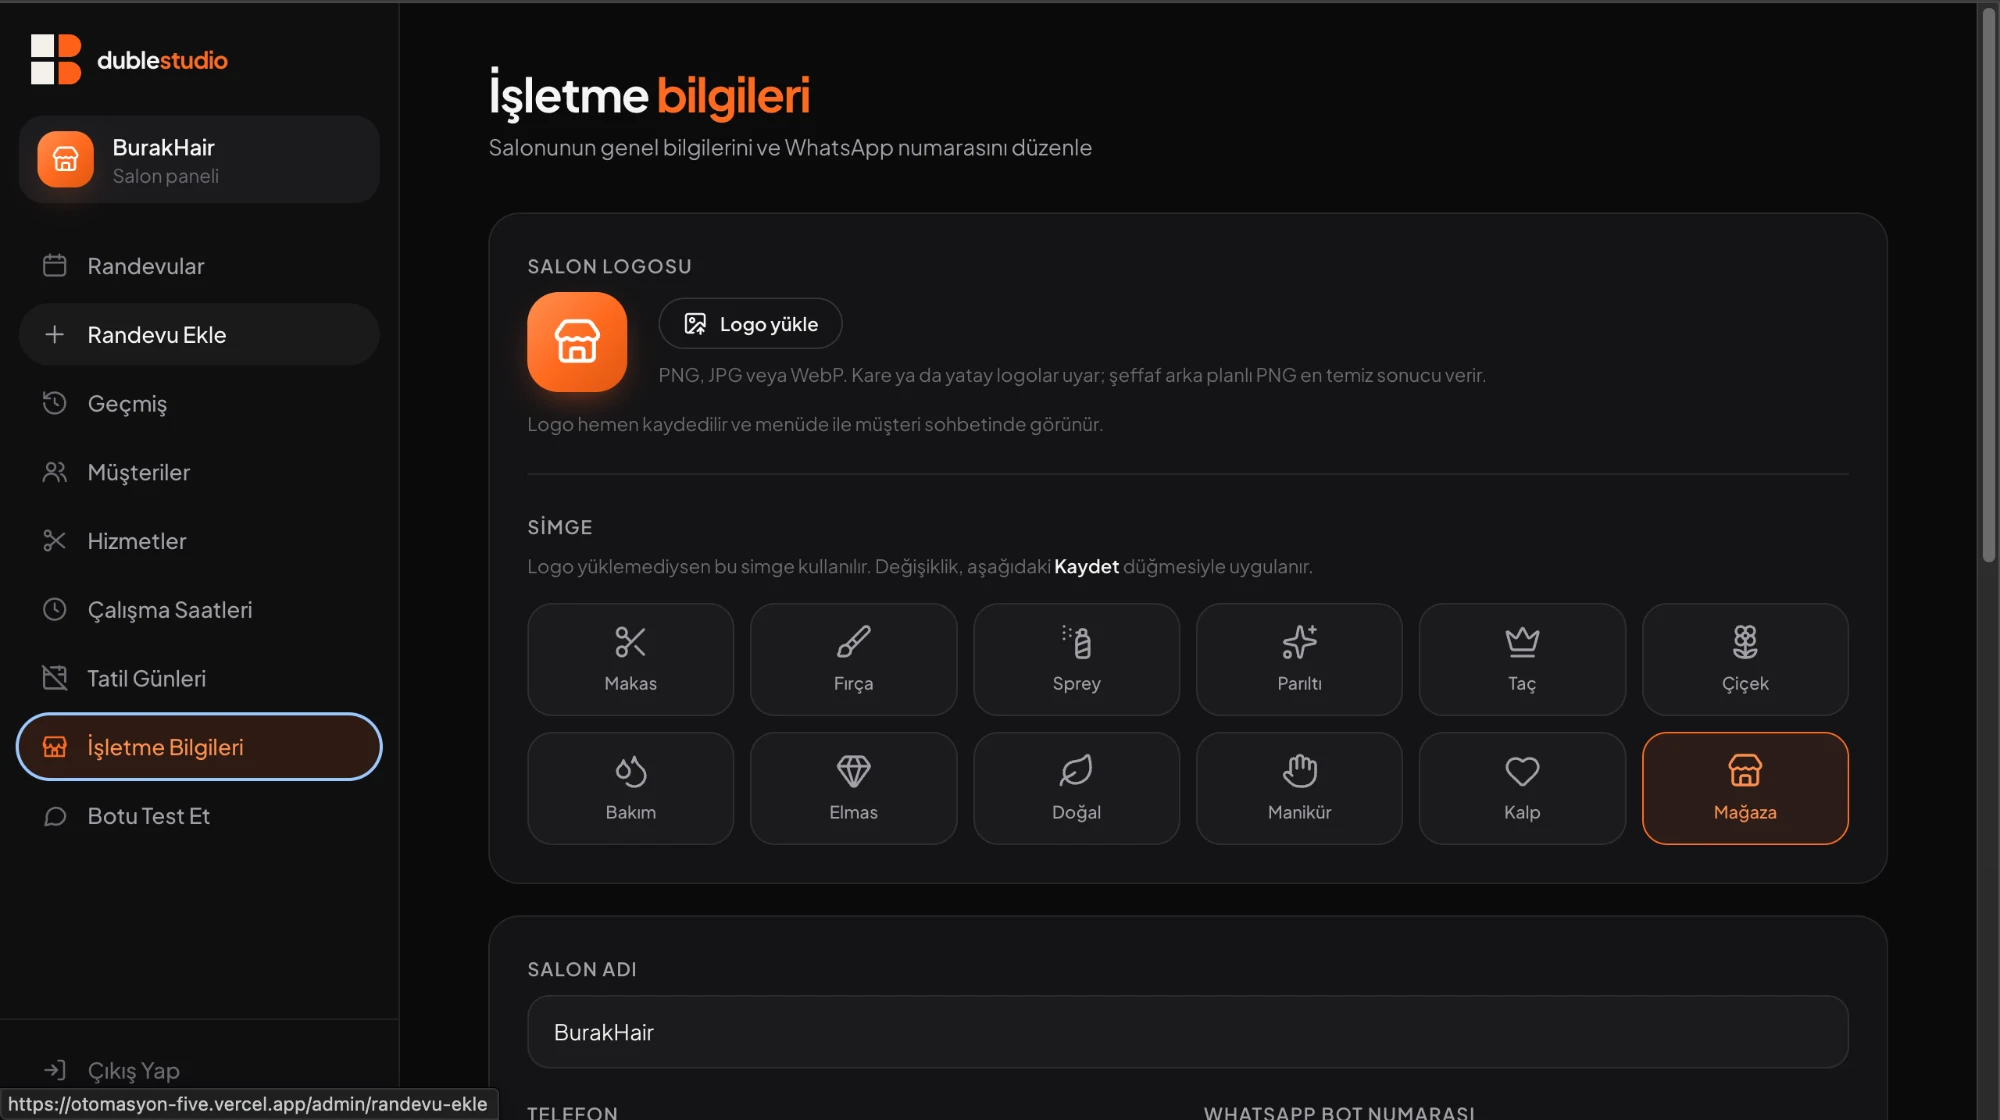 dublestudio
BurakHair
Salon paneli
Randevular
Randevu Ekle
Geçmiş
Müşteriler
Hizmetler
Çalışma Saatleri
Tatil Günleri
İşletme Bilgileri
Botu Test Et
Çıkış Yap
https://otomasyon-five.vercel.app/admin/randevu-ekle
İşletme bilgileri
Salonunun genel bilgilerini ve WhatsApp numarasını düzenle
SALON LOGOSU
Logo yükle
PNG, JPG veya WebP. Kare ya da yatay logolar uyar; şeffaf arka planlı PNG en temiz sonucu verir.
Logo hemen kaydedilir ve menüde ile müşteri sohbetinde görünür.
SİMGE
Logo yüklemediysen bu simge kullanılır. Değişiklik, aşağıdaki Kaydet düğmesiyle uygulanır.
Makas
Fırça
Sprey
Parıltı
Taç
Çiçek
Bakım
Elmas
Doğal
Manikür
Kalp
Mağaza
SALON ADI
BurakHair
TELEFON
WHATSAPP BOT NUMARASI